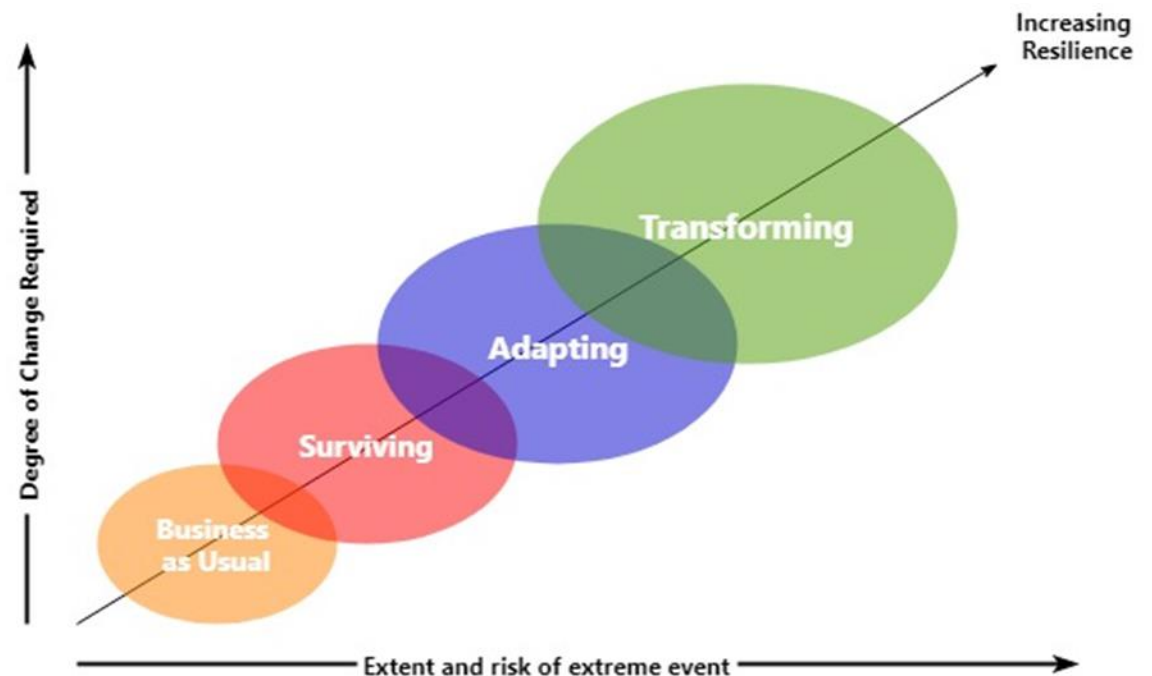 Increasing
Resilience
Degree of Change Required
Transforming
Adapting
Surviving
Business
as Usual
Extent and risk of extreme event